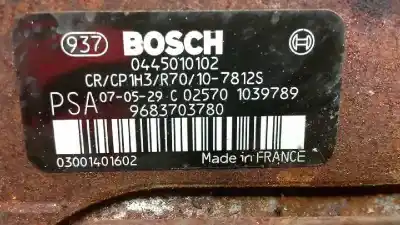 937 BOSCH
0445010102
CR/CP1H3/R70/10-7812S
PSA 07-05-29 C 02570 1039789
9683703780
03001401602 Made in FRANCE